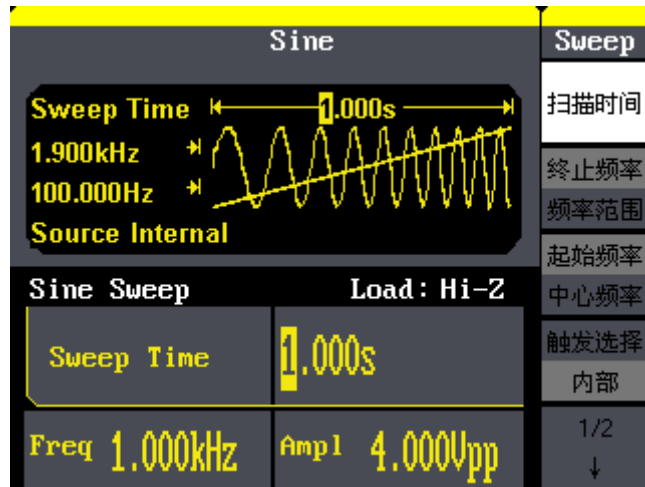 Sine
Sweep
Sweep Time 1.000s
1.900kHz
100.000Hz
Source Internal
扫描时间
终止频率
频率范围
起始频率
中心频率
触发选择
内部
1/2
↓
Sine Sweep Load: Hi-Z
Sweep Time 1.000s
Freq 1.000kHz Ampl 4.000Vpp